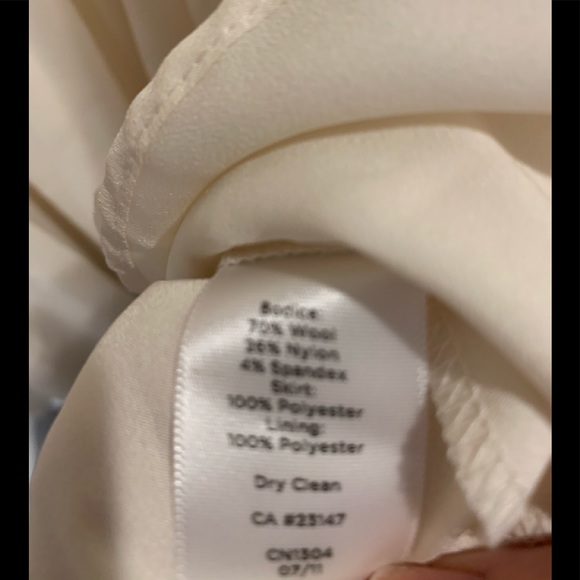 Bodice:
70% Wool
26% Nylon
4% Spandex
Skirt:
100% Polyester
Lining:
100% Polyester
Dry Clean
CA #23147
CN1304
07/11